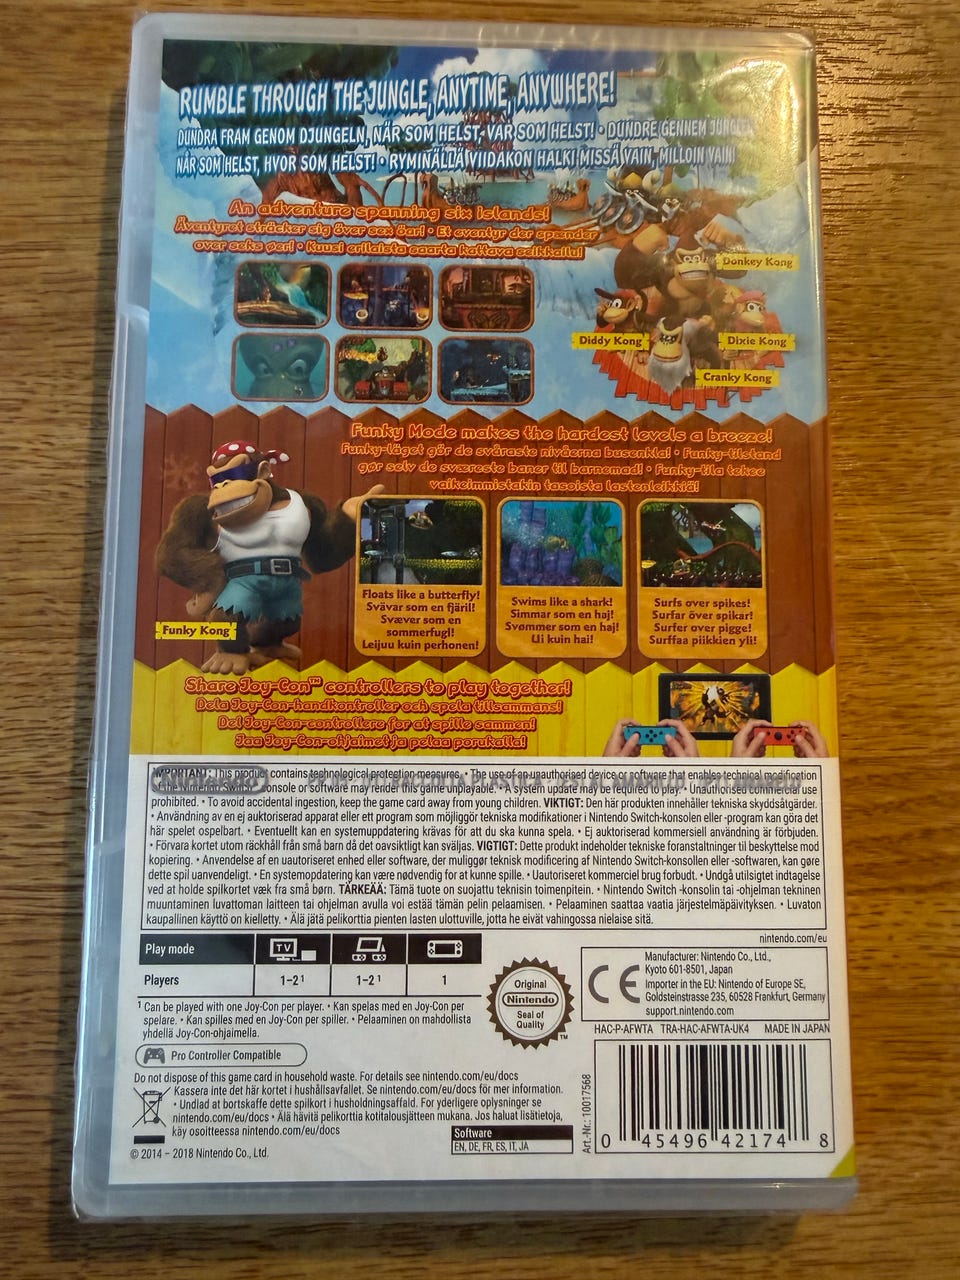 RUMBLE THROUGH THE JUNGLE, ANYTIME, ANYWHERE!
DUNDRA FRAM GENOM DJUNGELN, NÄR SOM HELST, VAR SOM HELST! • DUNDRE GENNEM JUNGLEN
NÅR SOM HELST, HVOR SOM HELST! • RYMINÄLLÄ VIIDAKON HALKI MISSÄ VAIN, MILLOIN VAIN!
An adventure spanning six islands!
Äventyret sträcker sig över sex öar! • Et eventyr der spænder
over seks øer! • Kuusi erilaista saarta kattava seikkailu!
Donkey Kong
Diddy Kong
Dixie Kong
Cranky Kong
Funky Mode makes the hardest levels a breeze!
Funky-läget gör de svåraste nivåerna busenkla! • Funky-tilstand
gør selv de sværeste baner til barnemad! • Funky-tila tekee
vaikeimmistakin tasoista lastenleikkiä!
Floats like a butterfly!
Svävar som en fjäril!
Svæver som en
sommerfugl!
Leijuu kuin perhonen!
Swims like a shark!
Simmar som en haj!
Svømmer som en haj!
Ui kuin hai!
Surfs over spikes!
Surfar över spikar!
Surfer over pigge!
Surffaa piikkien yli!
Funky Kong
Share Joy-Con™ controllers to play together!
Dela Joy-Con-handkontroller och spela tillsammans!
Del Joy-Con-controllere for at spille sammen!
Jaa Joy-Con-ohjaimet ja pelaa porukalla!
IMPORTANT: This product contains technological protection measures. • The use of an unauthorised device or software that enables technical modification
of the Nintendo Switch console or software may render this game unplayable. • A system update may be required to play. • Unauthorised commercial use
prohibited. • To avoid accidental ingestion, keep the game card away from young children. VIKTIGT: Den här produkten innehåller tekniska skyddsåtgärder.
• Användning av en ej auktoriserad apparat eller ett program som möjliggör tekniska modifikationer i Nintendo Switch-konsolen eller -program kan göra det
här spelet ospelbart. • Eventuellt kan en systemuppdatering krävas för att du ska kunna spela. • Ej auktoriserad kommersiell användning är förbjuden.
• Förvara kortet utom räckhåll från små barn då det oavsiktligt kan sväljas. VIGTIGT: Dette produkt indeholder tekniske foranstaltninger til beskyttelse mod
kopiering. • Anvendelse af en uautoriseret enhed eller software, der muliggør teknisk modificering af Nintendo Switch-konsollen eller -softwaren, kan gøre
dette spil uanvendeligt. • En systemopdatering kan være nødvendig for at kunne spille. • Uautoriseret kommerciel brug forbudt. • Undgå utilsigtet indtagelse
ved at holde spilkortet væk fra små børn. TÄRKEÄÄ: Tämä tuote on suojattu teknisin toimenpitein. • Nintendo Switch -konsolin tai -ohjelman tekninen
muuntaminen luvattoman laitteen tai ohjelman avulla voi estää tämän pelin pelaamisen. • Pelaaminen saattaa vaatia järjestelmäpäivityksen. • Luvaton
kaupallinen käyttö on kielletty. • Älä jätä pelikorttia pienten lasten ulottuville, jotta he eivät vahingossa nielaise sitä.
Nintendo
nintendo.com/eu
Play mode
TV
Players
1–2¹
1–2¹
1
¹ Can be played with one Joy-Con per player. • Kan spelas med en Joy-Con per
spelare. • Kan spilles med en Joy-Con per spiller. • Pelaaminen on mahdollista
yhdellä Joy-Con-ohjaimella.
Pro Controller Compatible
Original
Nintendo
Seal of
Quality
TM
CE
Manufacturer: Nintendo Co., Ltd.,
Kyoto 601-8501, Japan
Importer in the EU: Nintendo of Europe SE,
Goldsteinstrasse 235, 60528 Frankfurt, Germany
support.nintendo.com
HAC-P-AFWTA TRA-HAC-AFWTA-UK4 MADE IN JAPAN
Do not dispose of this game card in household waste. For details see nintendo.com/eu/docs
Kassera inte det här kortet i hushållsavfallet. Se nintendo.com/eu/docs för mer information.
• Undlad at bortskaffe dette spilkort i husholdningsaffald. For yderligere oplysninger se
nintendo.com/eu/docs • Älä hävitä pelikorttia kotitalousjätteen mukana. Jos haluat lisätietoja,
käy osoitteessa nintendo.com/eu/docs
© 2014 – 2018 Nintendo Co., Ltd.
Software
EN, DE, FR, ES, IT, JA
Art.-Nr.: 10017568
0 45496 42174 8